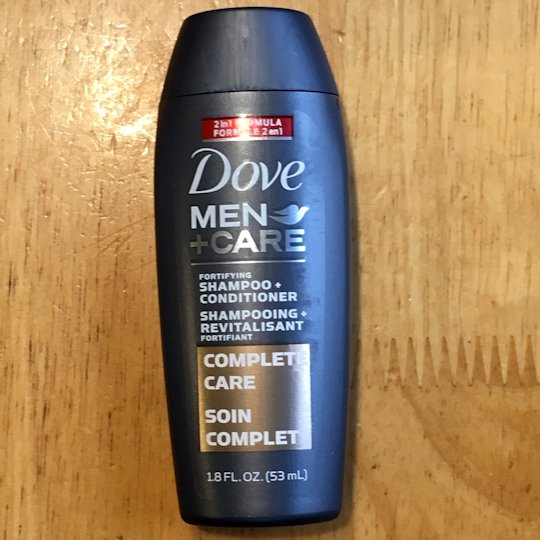 2 in 1 FORMULA
FORMULE 2 en 1
Dove
MEN
+CARE
FORTIFYING
SHAMPOO +
CONDITIONER
SHAMPOOING +
REVITALISANT
FORTIFIANT
COMPLETE
CARE
SOIN
COMPLET
1.8 FL. OZ. (53 mL)